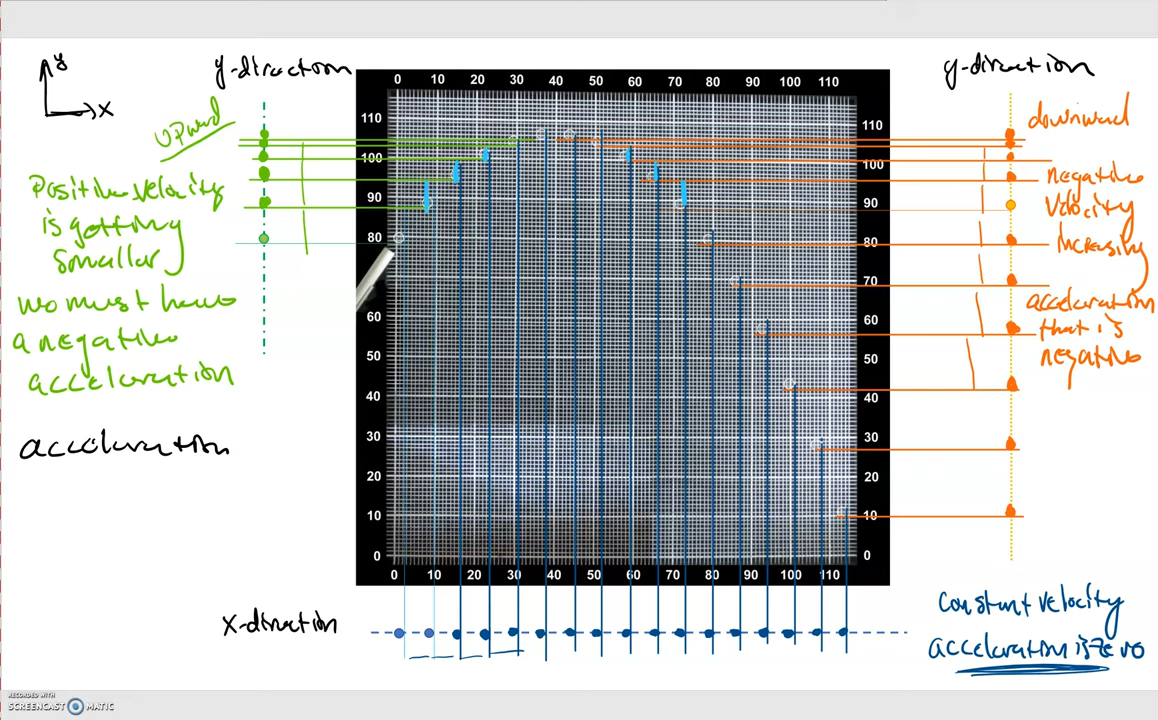 y
x
y-direction
upward
Positive velocity
is getting
smaller
we must have
a negative
acceleration
acceleration
0 10 20 30 40 50 60 70 80 90 100 110
110
100
90
80
60
50
40
30
20
10
0
110
100
90
80
70
60
50
40
30
20
10
0
0 10 20 30 40 50 60 70 80 90 100 110
y-direction
downward
negative
velocity
increasing
acceleration
that is
negative
x-direction
constant velocity
acceleration is zero
RECORDED WITH
SCREENCAST MATIC